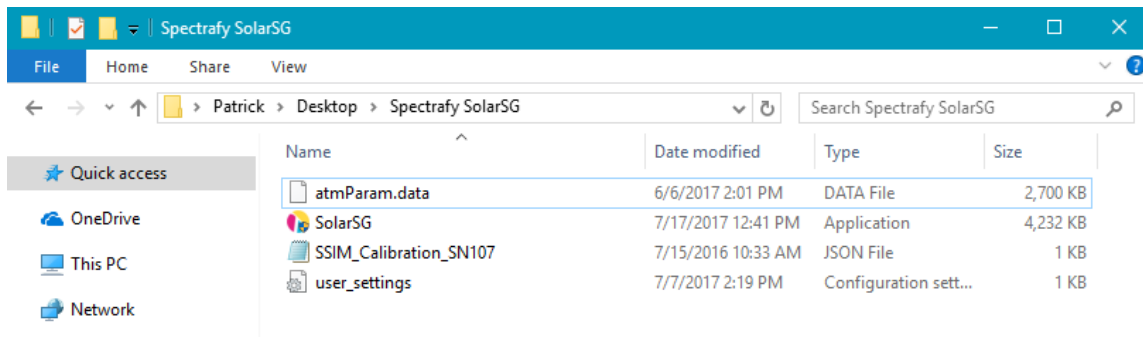 Spectrafy SolarSG
File Home Share View
Patrick > Desktop > Spectrafy SolarSG Search Spectrafy SolarSG
Name Date modified Type Size
Quick access
OneDrive
This PC
Network
atmParam.data 6/6/2017 2:01 PM DATA File 2,700 KB
SolarSG 7/17/2017 12:41 PM Application 4,232 KB
SSIM_Calibration_SN107 7/15/2016 10:33 AM JSON File 1 KB
user_settings 7/7/2017 2:19 PM Configuration sett... 1 KB